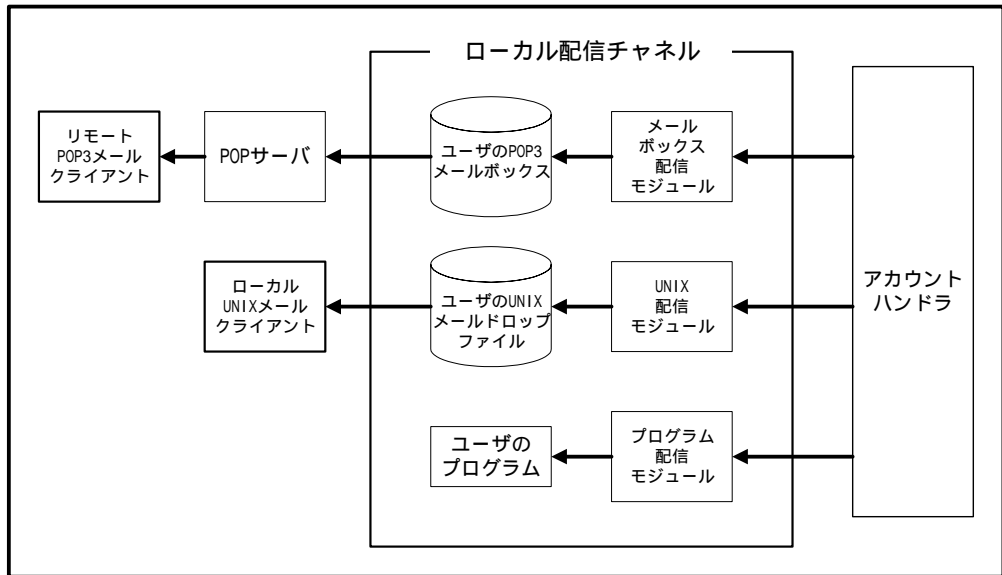 ローカル配信チャネル
リモート
POP3メール
クライアント
POPサーバ
ユーザのPOP3
メールボックス
メール
ボックス
配信
モジュール
ローカル
UNIXメール
クライアント
ユーザのUNIX
メールドロップ
ファイル
UNIX
配信
モジュール
アカウント
ハンドラ
ユーザの
プログラム
プログラム
配信
モジュール